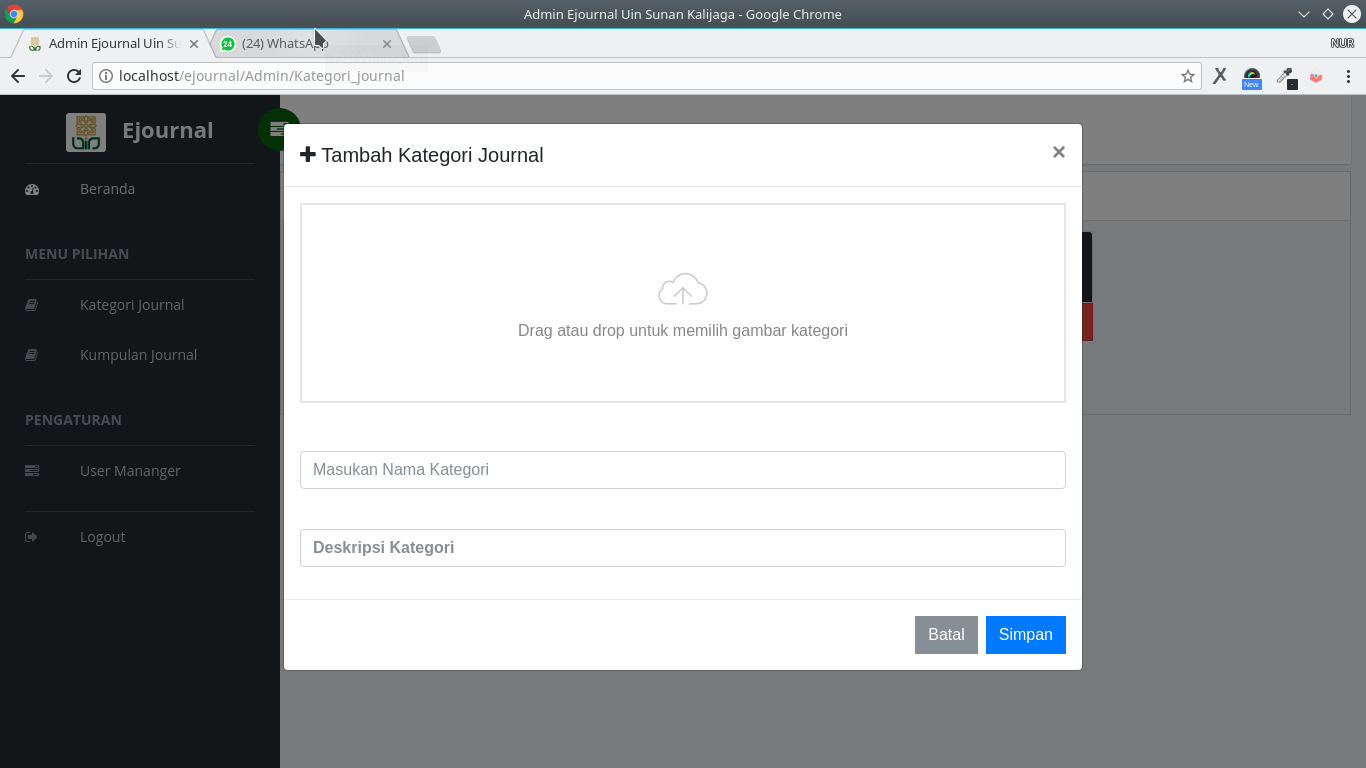 Admin Ejournal Uin Sunan Kalijaga - Google Chrome
Admin Ejournal Uin Su
24
(24) WhatsApp
NUR
localhost/ejournal/Admin/Kategori_journal
X
New
Ejournal
Beranda
MENU PILIHAN
Kategori Journal
Kumpulan Journal
PENGATURAN
User Mananger
Logout
Tambah Kategori Journal
×
Drag atau drop untuk memilih gambar kategori
Masukan Nama Kategori
Deskripsi Kategori
Batal
Simpan